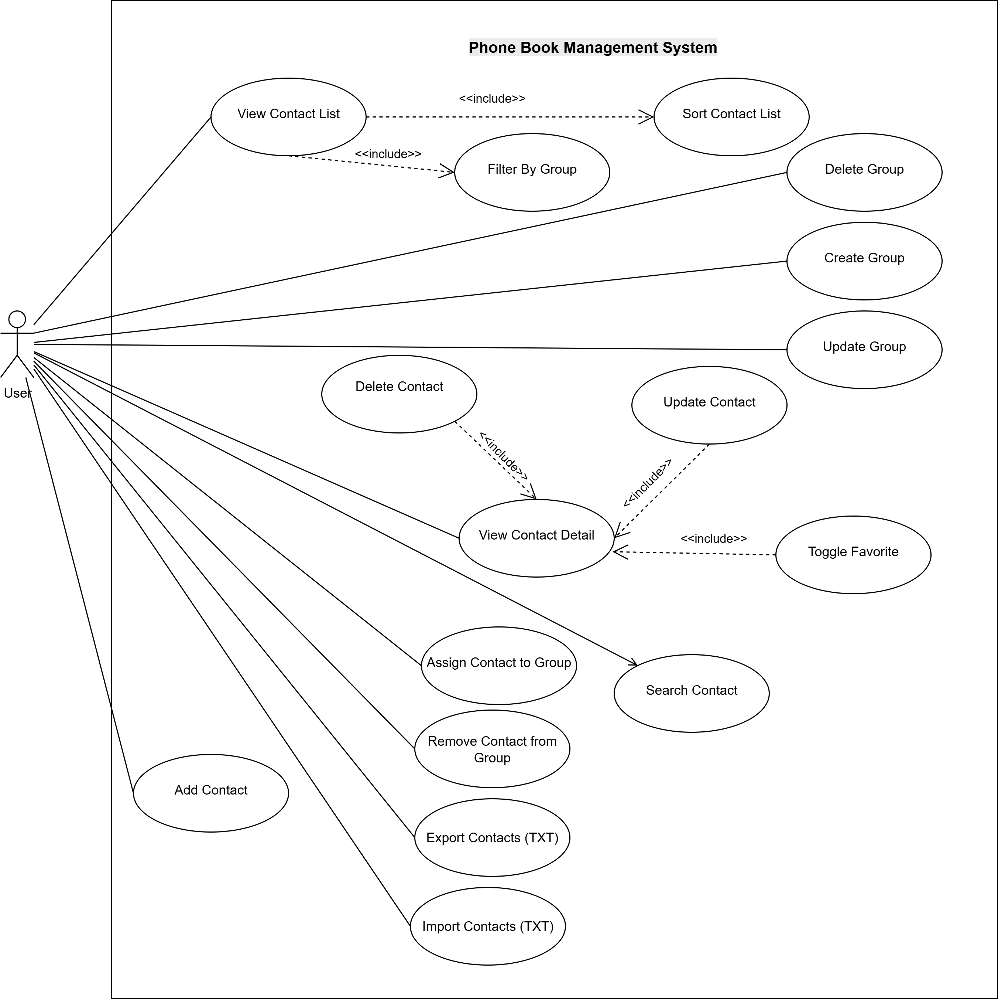 Phone Book Management System
View Contact List
<<include>>
Sort Contact List
<<include>>
Filter By Group
Delete Group
Create Group
Update Group
User
Delete Contact
Update Contact
<<include>>
<<include>>
View Contact Detail
<<include>>
Toggle Favorite
Assign Contact to Group
Search Contact
Remove Contact from
Group
Add Contact
Export Contacts (TXT)
Import Contacts (TXT)